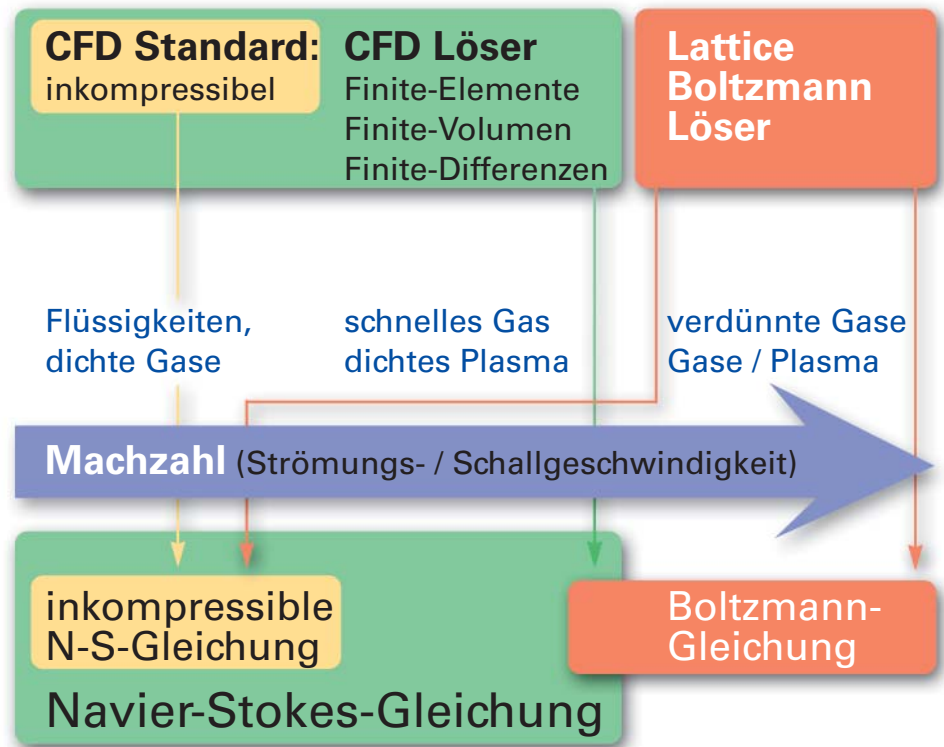 CFD Standard:
inkompressibel
CFD Löser
Finite-Elemente
Finite-Volumen
Finite-Differenzen
Lattice
Boltzmann
Löser
Flüssigkeiten,
dichte Gase
schnelles Gas
dichtes Plasma
verdünnte Gase
Gase / Plasma
Machzahl (Strömungs- / Schallgeschwindigkeit)
inkompressible
N-S-Gleichung
Navier-Stokes-Gleichung
Boltzmann-
Gleichung